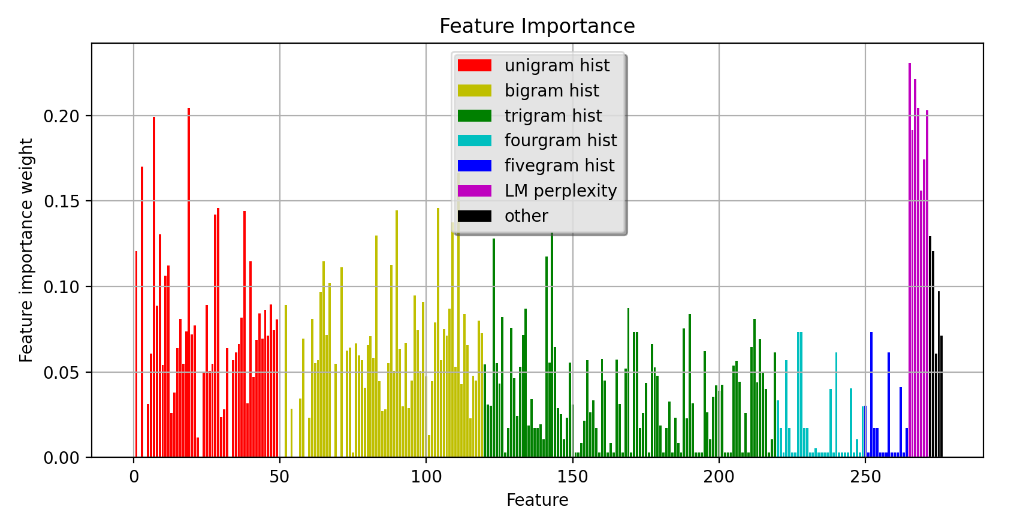 Feature Importance
unigram hist
bigram hist
trigram hist
fourgram hist
fivegram hist
LM perplexity
other
Feature importance weight
0.20
0.15
0.10
0.05
0.00
0 50 100 150 200 250
Feature